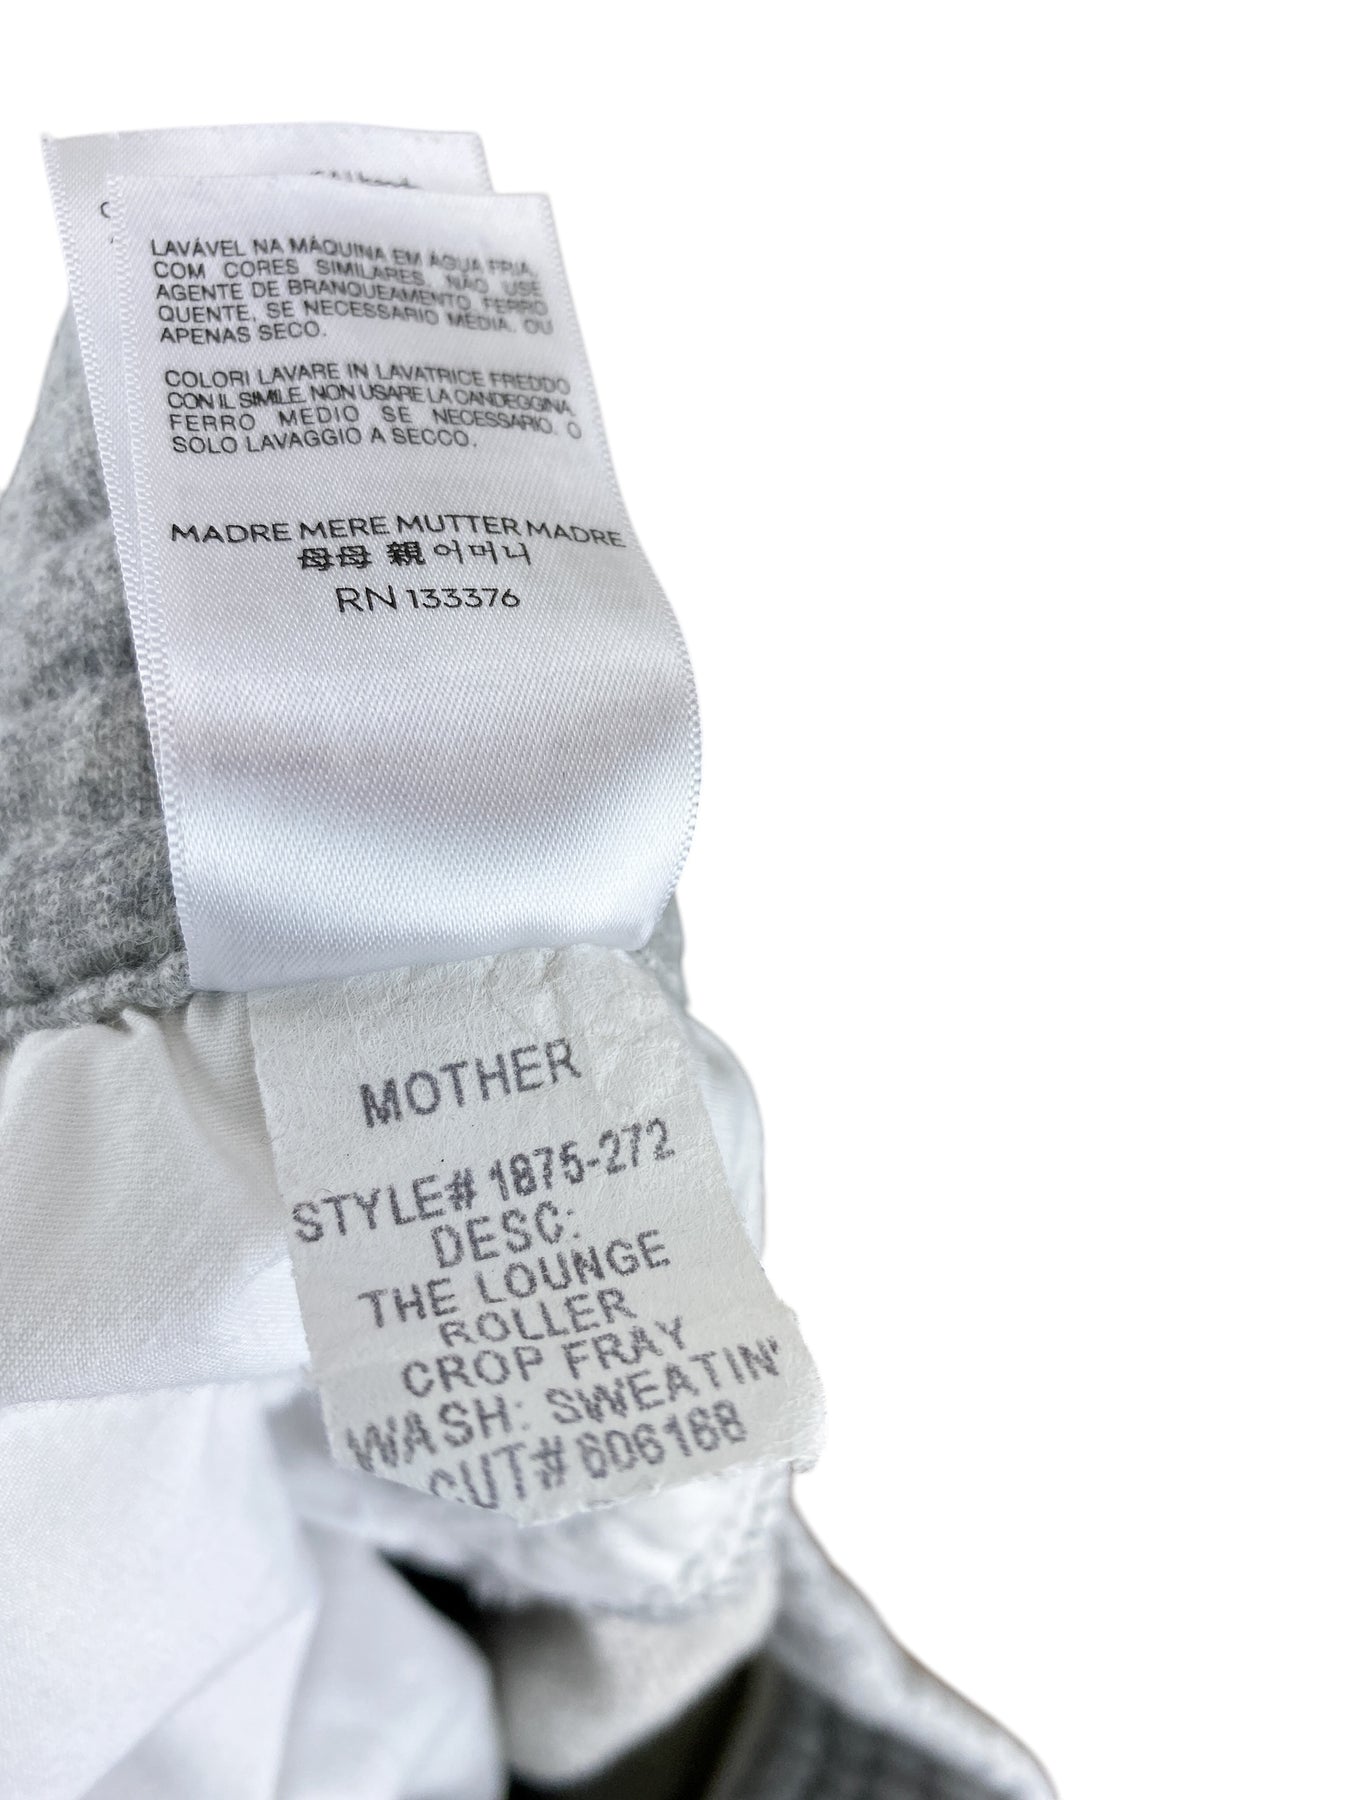 LAVÁVEL NA MÁQUINA EM ÁGUA FRIA,
COM CORES SIMILARES. NÃO USE
AGENTE DE BRANQUEAMENTO FERRO
QUENTE, SE NECESSARIO MÉDIA. OU
APENAS SECO.
COLORI LAVARE IN LAVATRICE FREDDO
CON IL SIMILE. NON USARE LA CANDEGGINA
FERRO MEDIO SE NECESSARIO. O
SOLO LAVAGGIO A SECCO.
MADRE MERE MUTTER MADRE
母母 親 어머니
RN 133376
MOTHER
STYLE# 1875-272
DESC:
THE LOUNGE
ROLLER
CROP FRAY
WASH: SWEATIN'
CUT# 606168